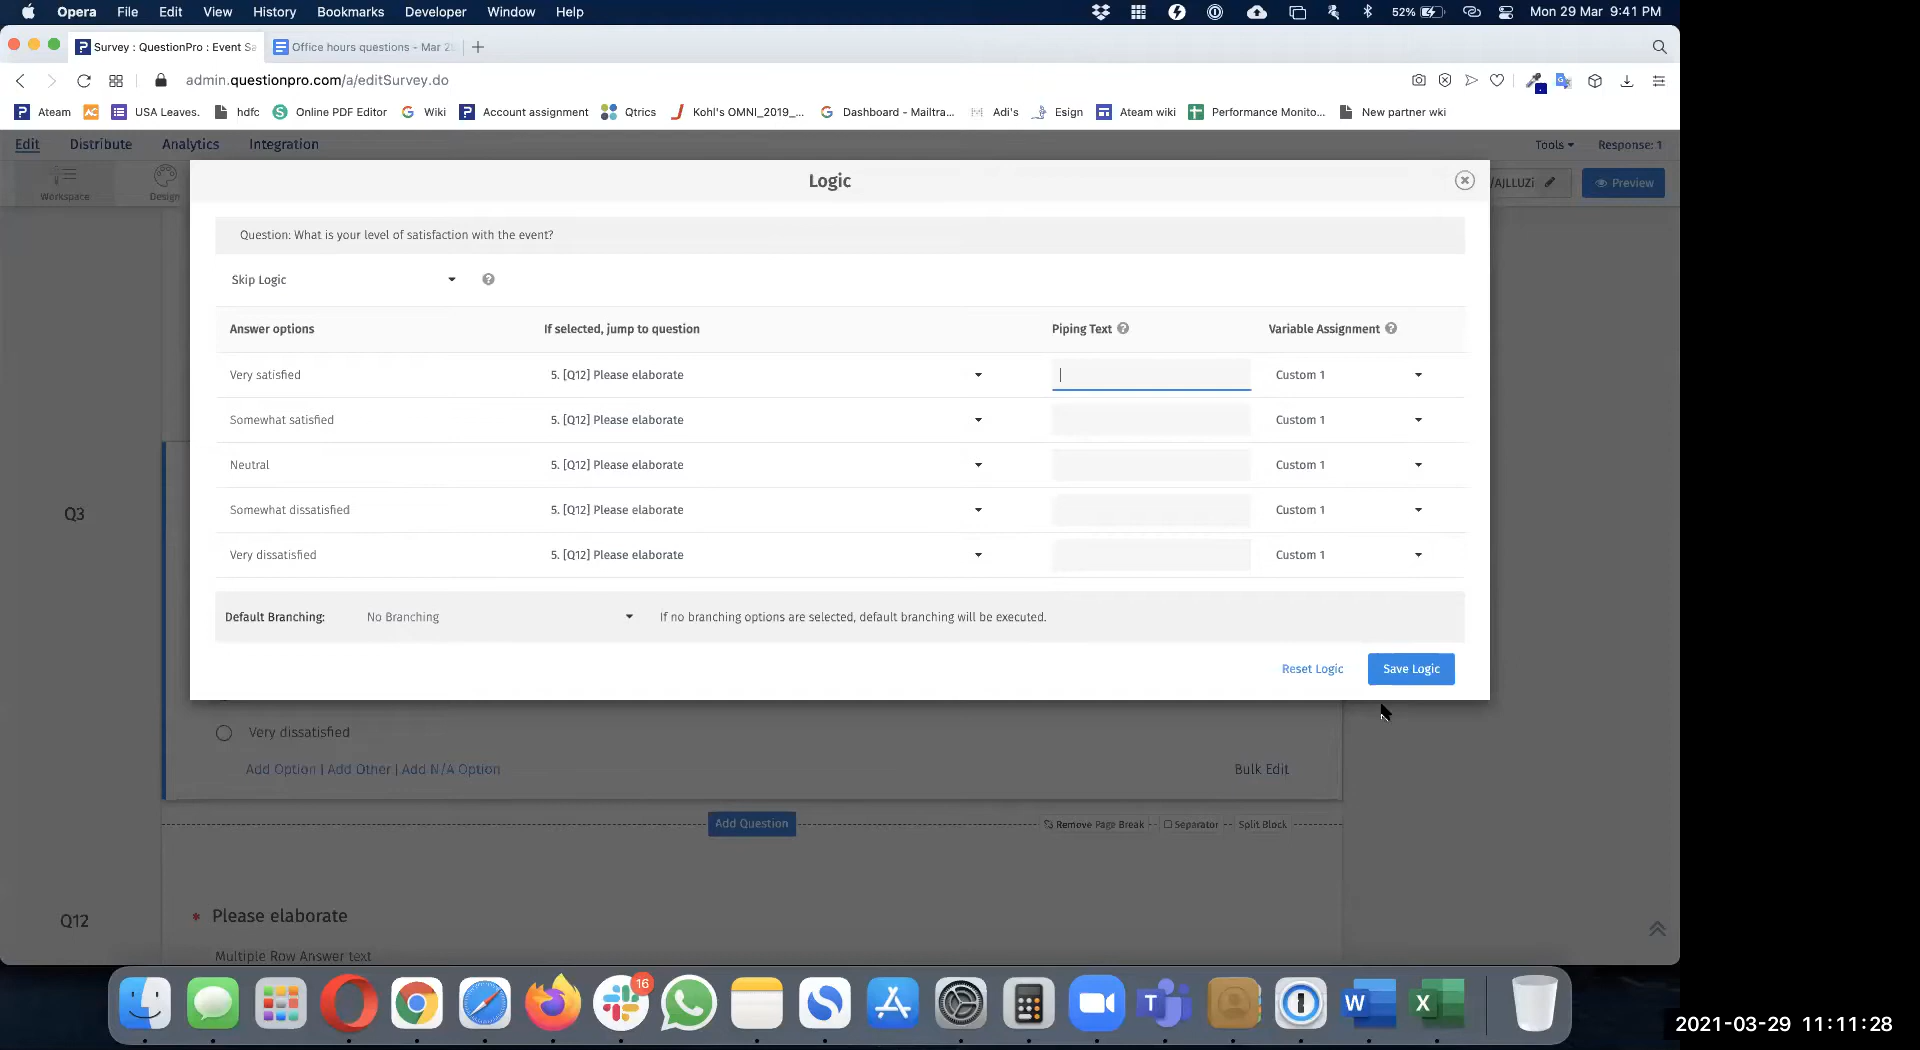 Opera File Edit View History Bookmarks Developer Window Help 52% Mon 29 Mar 9:41 PM
Survey : QuestionPro : Event Sa Office hours questions - Mar 2
admin.questionpro.com/a/editSurvey.do
Ateam USA Leaves. hdfc Online PDF Editor Wiki Account assignment Qtrics Kohl's OMNI_2019_... Dashboard - Mailtra... Adi's Esign Ateam wiki Performance Monito... New partner wki
Edit Distribute Analytics Integration Tools Response: 1
Workspace Design /AJLLUZi Preview
Logic
Question: What is your level of satisfaction with the event?
Skip Logic
Answer options If selected, jump to question Piping Text Variable Assignment
Very satisfied 5. [Q12] Please elaborate Custom 1
Somewhat satisfied 5. [Q12] Please elaborate Custom 1
Neutral 5. [Q12] Please elaborate Custom 1
Somewhat dissatisfied 5. [Q12] Please elaborate Custom 1
Very dissatisfied 5. [Q12] Please elaborate Custom 1
Q3
Default Branching: No Branching If no branching options are selected, default branching will be executed.
Reset Logic Save Logic
Very dissatisfied
Add Option | Add Other | Add N/A Option Bulk Edit
Add Question Remove Page Break Separator Split Block
Q12 * Please elaborate
Multiple Row Answer text
16
2021-03-29 11:11:28